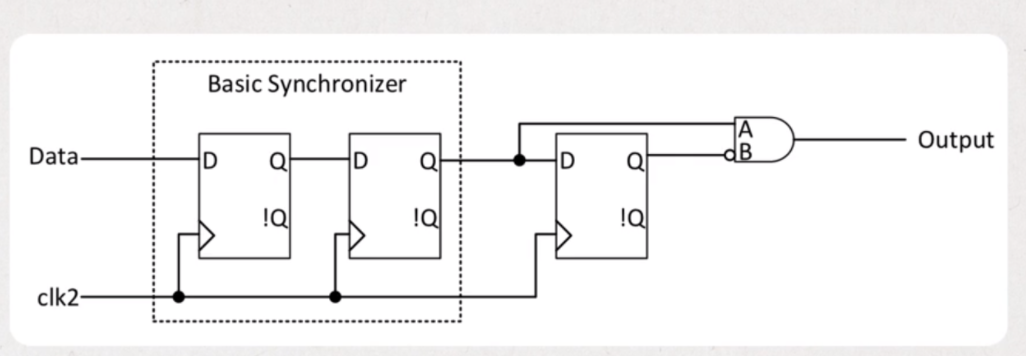 Basic Synchronizer
Data
D Q
!Q
D Q
!Q
D Q
!Q
A
B
Output
clk2